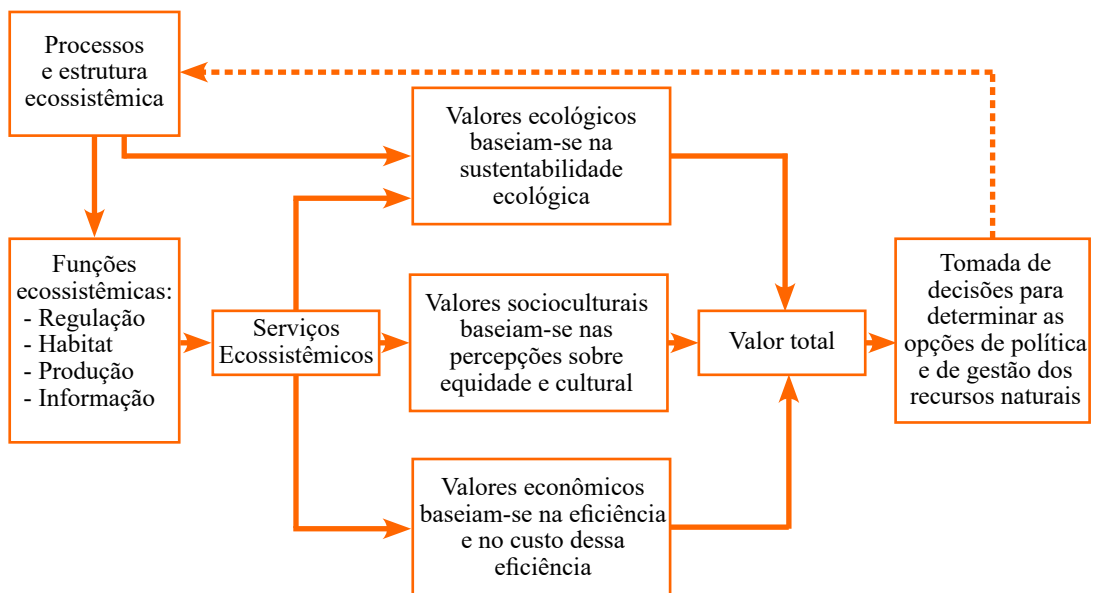 Processos
e estrutura
ecossistêmica
Valores ecológicos
baseiam-se na
sustentabilidade
ecológica
Funções
ecossistêmicas:
- Regulação
- Habitat
- Produção
- Informação
Serviços
Ecossistêmicos
Valores socioculturais
baseiam-se nas
percepções sobre
equidade e cultural
Valor total
Tomada de
decisões para
determinar as
opções de política
e de gestão dos
recursos naturais
Valores econômicos
baseiam-se na eficiência
e no custo dessa
eficiência